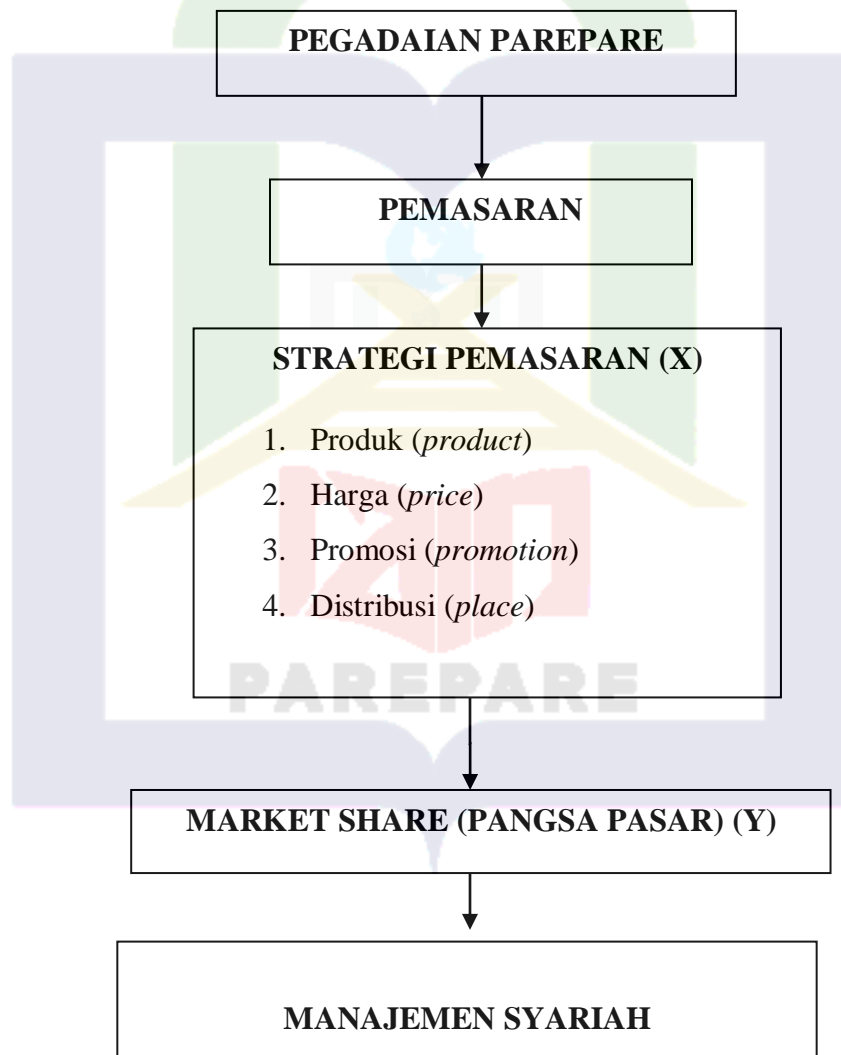 PEGADAIAN PAREPARE
PEMASARAN
STRATEGI PEMASARAN (X)
1. Produk (product)
2. Harga (price)
3. Promosi (promotion)
4. Distribusi (place)
PAREPARE
MARKET SHARE (PANGSA PASAR) (Y)
MANAJEMEN SYARIAH